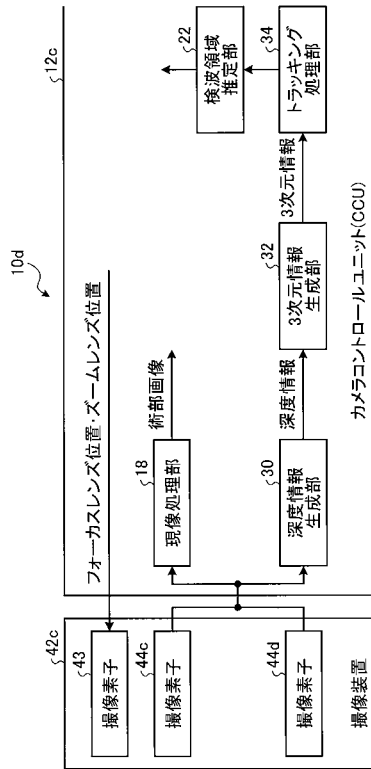 10d
12c
42c
43
撮像素子
44c
撮像素子
44d
撮像素子
撮像装置
フォーカスレンズ位置・ズームレンズ位置
18
現像処理部
術部画像
30
深度情報
生成部
深度情報
32
3次元情報
生成部
3次元情報
34
トラッキング
処理部
22
検波領域
推定部
カメラコントロールユニット(CCU)